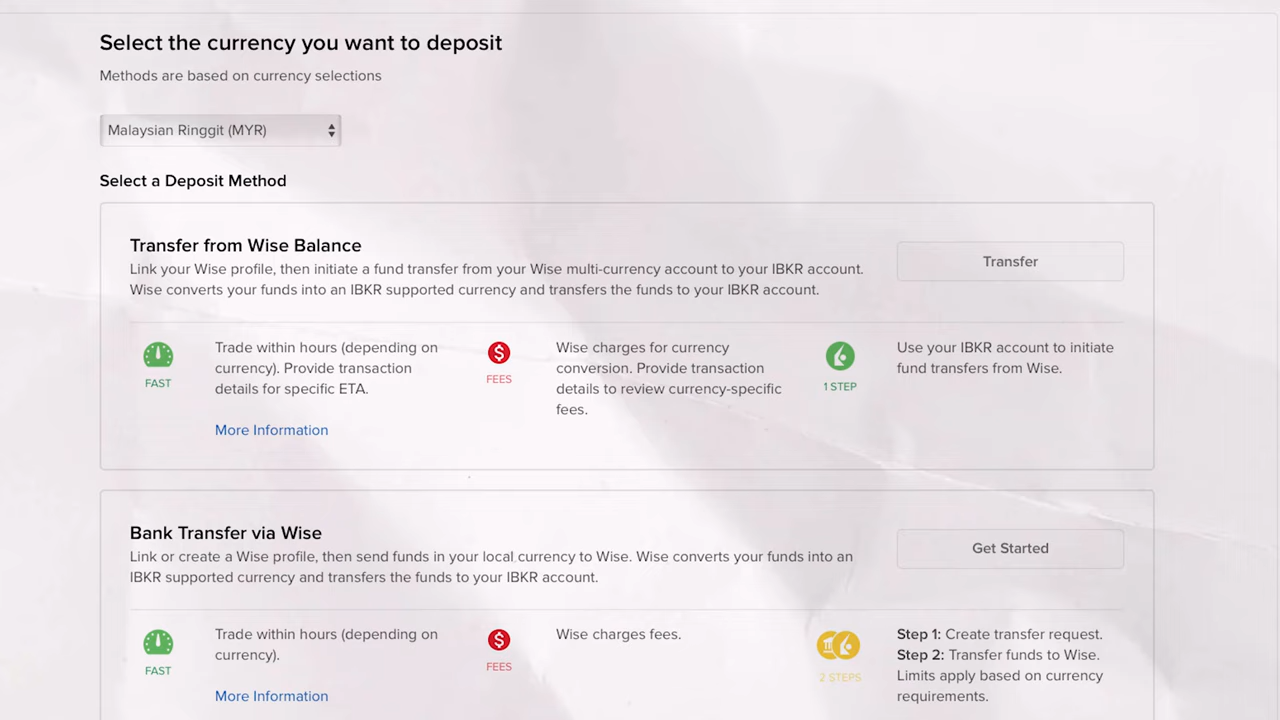 Select the currency you want to deposit
Methods are based on currency selections
Malaysian Ringgit (MYR)
Select a Deposit Method
Transfer from Wise Balance
Link your Wise profile, then initiate a fund transfer from your Wise multi-currency account to your IBKR account.
Wise converts your funds into an IBKR supported currency and transfers the funds to your IBKR account.
Transfer
FAST
Trade within hours (depending on
currency). Provide transaction
details for specific ETA.
More Information
$
FEES
Wise charges for currency
conversion. Provide transaction
details to review currency-specific
fees.
1 STEP
Use your IBKR account to initiate
fund transfers from Wise.
Bank Transfer via Wise
Link or create a Wise profile, then send funds in your local currency to Wise. Wise converts your funds into an
IBKR supported currency and transfers the funds to your IBKR account.
Get Started
FAST
Trade within hours (depending on
currency).
More Information
$
FEES
Wise charges fees.
2 STEPS
Step 1: Create transfer request.
Step 2: Transfer funds to Wise.
Limits apply based on currency
requirements.